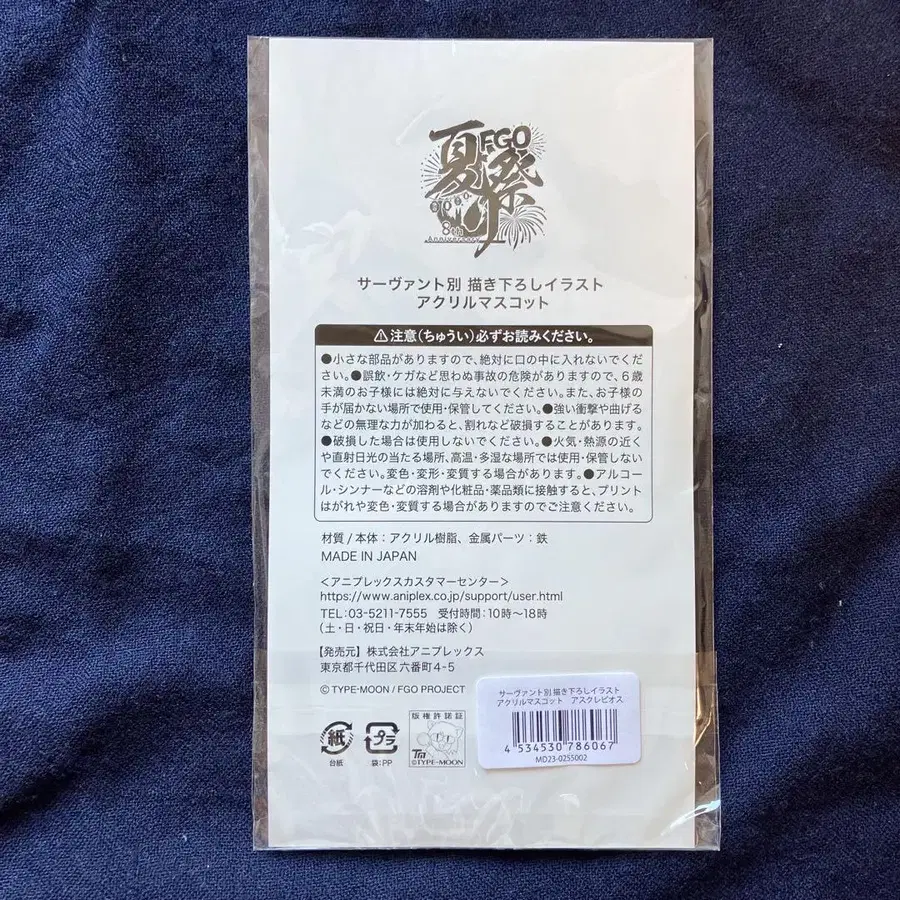 FGO
夏祭
8th
Anniversary
サーヴァント別 描き下ろしイラスト
アクリルマスコット
⚠注意(ちゅうい)必ずお読みください。
●小さな部品がありますので、絶対に口の中に入れないでくだ
さい。●誤飲・ケガなど思わぬ事故の危険がありますので、6歳
未満のお子様には絶対に与えないでください。また、お子様の
手が届かない場所で使用・保管してください。●強い衝撃や曲げる
などの無理な力が加わると、割れなど破損することがあります。
●破損した場合は使用しないでください。●火気・熱源の近く
や直射日光の当たる場所、高温・多湿な場所では使用・保管しない
でください。変色・変形・変質する場合があります。●アルコー
ル・シンナーなどの溶剤や化粧品・薬品類に接触すると、プリント
はがれや変色・変質する場合がありますのでご注意ください。
材質/本体:アクリル樹脂、金属パーツ:鉄
MADE IN JAPAN
<アニプレックスカスタマーセンター>
https://www.aniplex.co.jp/support/user.html
TEL:03-5211-7555 受付時間:10時〜18時
(土・日・祝日・年末年始は除く)
【発売元】株式会社アニプレックス
東京都千代田区六番町4-5
©TYPE-MOON / FGO PROJECT
紙
台紙
プラ
袋:PP
版権許諾証
TM
©TYPE-MOON
サーヴァント別 描き下ろしイラスト
アクリルマスコット アスクレピオス
4 534530 786067
MD23-0255002